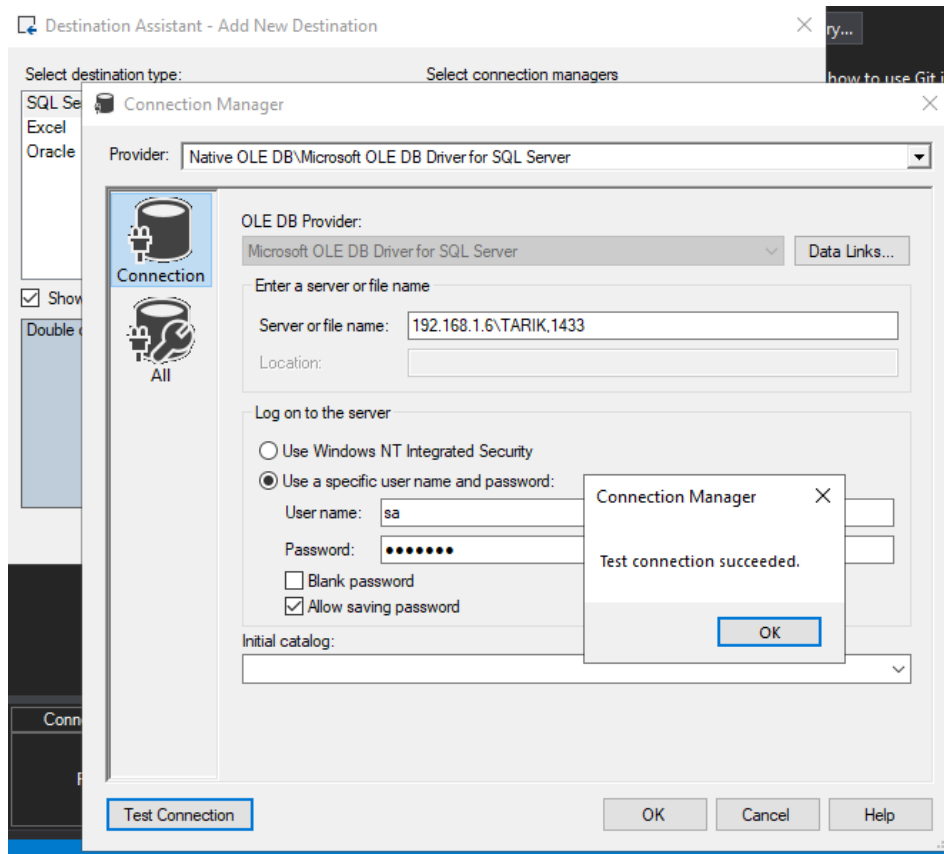 Destination Assistant - Add New Destination
ry...
Select destination type:
Select connection managers
how to use Git i
SQL Se
Excel
Oracle
Show
Double
Connection Manager
Provider:
Native OLE DB\Microsoft OLE DB Driver for SQL Server
Connection
All
OLE DB Provider:
Microsoft OLE DB Driver for SQL Server
Data Links...
Enter a server or file name
Server or file name:
192.168.1.6\TARIK,1433
Location:
Log on to the server
Use Windows NT Integrated Security
Use a specific user name and password:
User name:
sa
Password:
•••••••
Blank password
Allow saving password
Initial catalog:
Connection Manager
Test connection succeeded.
OK
Conn
Test Connection
OK
Cancel
Help